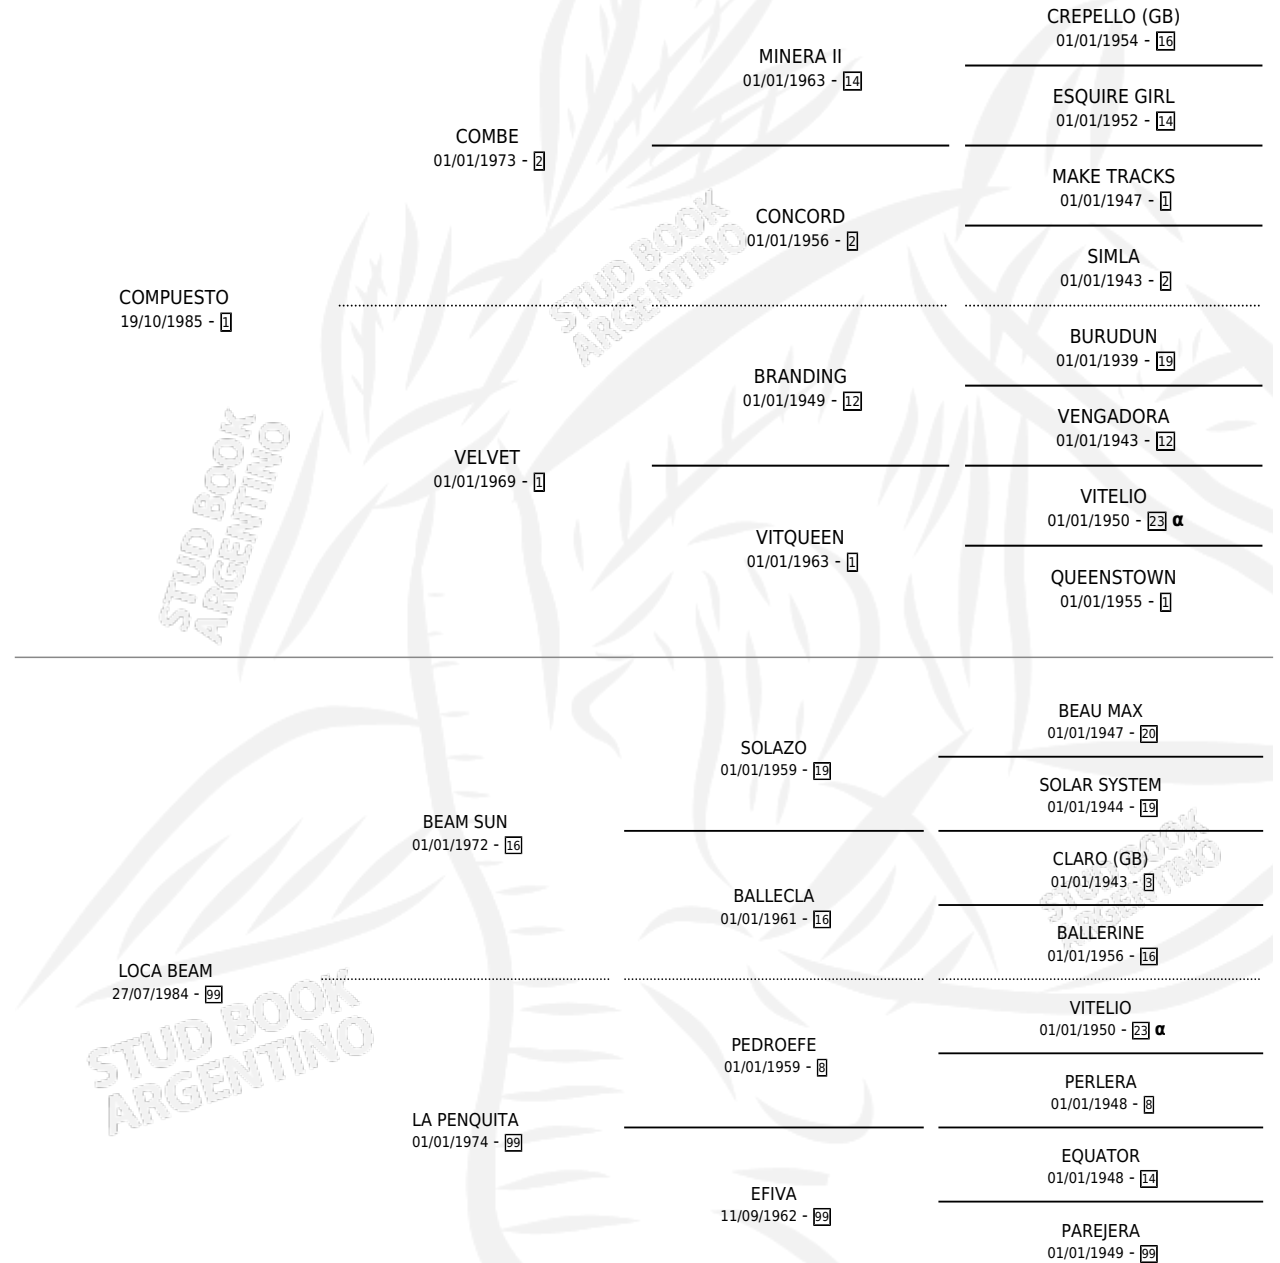 CREPELLO (GB)
01/01/1954 - 16
MINERA II
01/01/1963 - 14
ESQUIRE GIRL
01/01/1952 - 14
COMBE
01/01/1973 - 2
MAKE TRACKS
01/01/1947 - 1
CONCORD
01/01/1956 - 2
SIMLA
01/01/1943 - 2
COMPUESTO
19/10/1985 - 1
BURUDUN
01/01/1939 - 19
BRANDING
01/01/1949 - 12
VENGADORA
01/01/1943 - 12
VELVET
01/01/1969 - 1
VITELIO
01/01/1950 - 23 α
VITQUEEN
01/01/1963 - 1
QUEENSTOWN
01/01/1955 - 1
BEAU MAX
01/01/1947 - 20
SOLAZO
01/01/1959 - 19
SOLAR SYSTEM
01/01/1944 - 19
BEAM SUN
01/01/1972 - 16
CLARO (GB)
01/01/1943 - 3
BALLECLA
01/01/1961 - 16
BALLERINE
01/01/1956 - 16
LOCA BEAM
27/07/1984 - 99
VITELIO
01/01/1950 - 23 α
PEDROEFE
01/01/1959 - 8
PERLERA
01/01/1948 - 8
LA PENQUITA
01/01/1974 - 99
EQUATOR
01/01/1948 - 14
EFIVA
11/09/1962 - 99
PAREJERA
01/01/1949 - 99
STUD BOOK
ARGENTINO
STUD BOOK
ARGENTINO
STUD BOOK
ARGENTINO
STUD BOOK
ARGENTINO